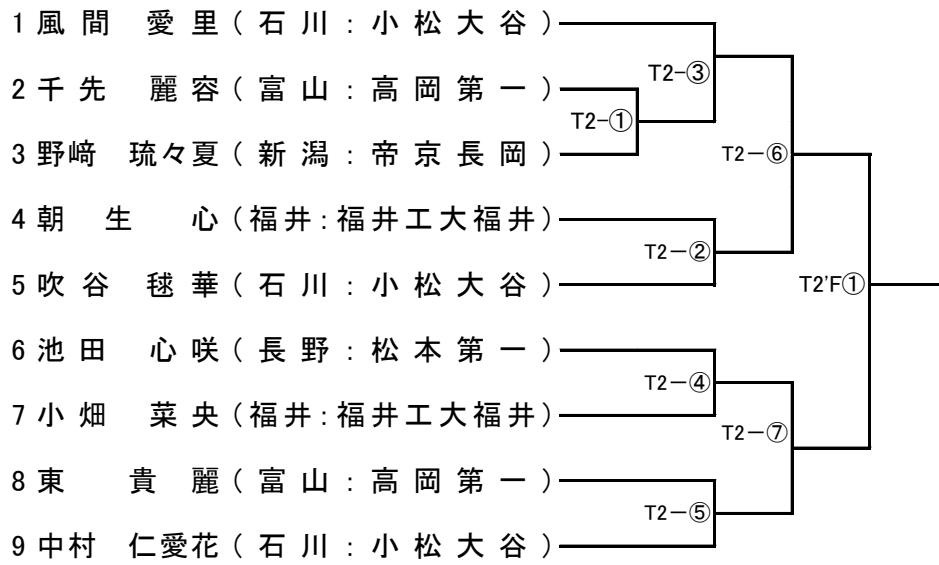 1 風間 愛里 (石川:小松大谷)
T2-③
2 千先 麗容 (富山:高岡第一)
T2-①
3 野﨑 琉々夏 (新潟:帝京長岡)
T2-⑥
4 朝生 心 (福井:福井工大福井)
T2-②
5 吹谷 毬華 (石川:小松大谷)
T2'F①
6 池田 心咲 (長野:松本第一)
T2-④
7 小畑 菜央 (福井:福井工大福井)
T2-⑦
8 東 貴麗 (富山:高岡第一)
T2-⑤
9 中村 仁愛花 (石川:小松大谷)